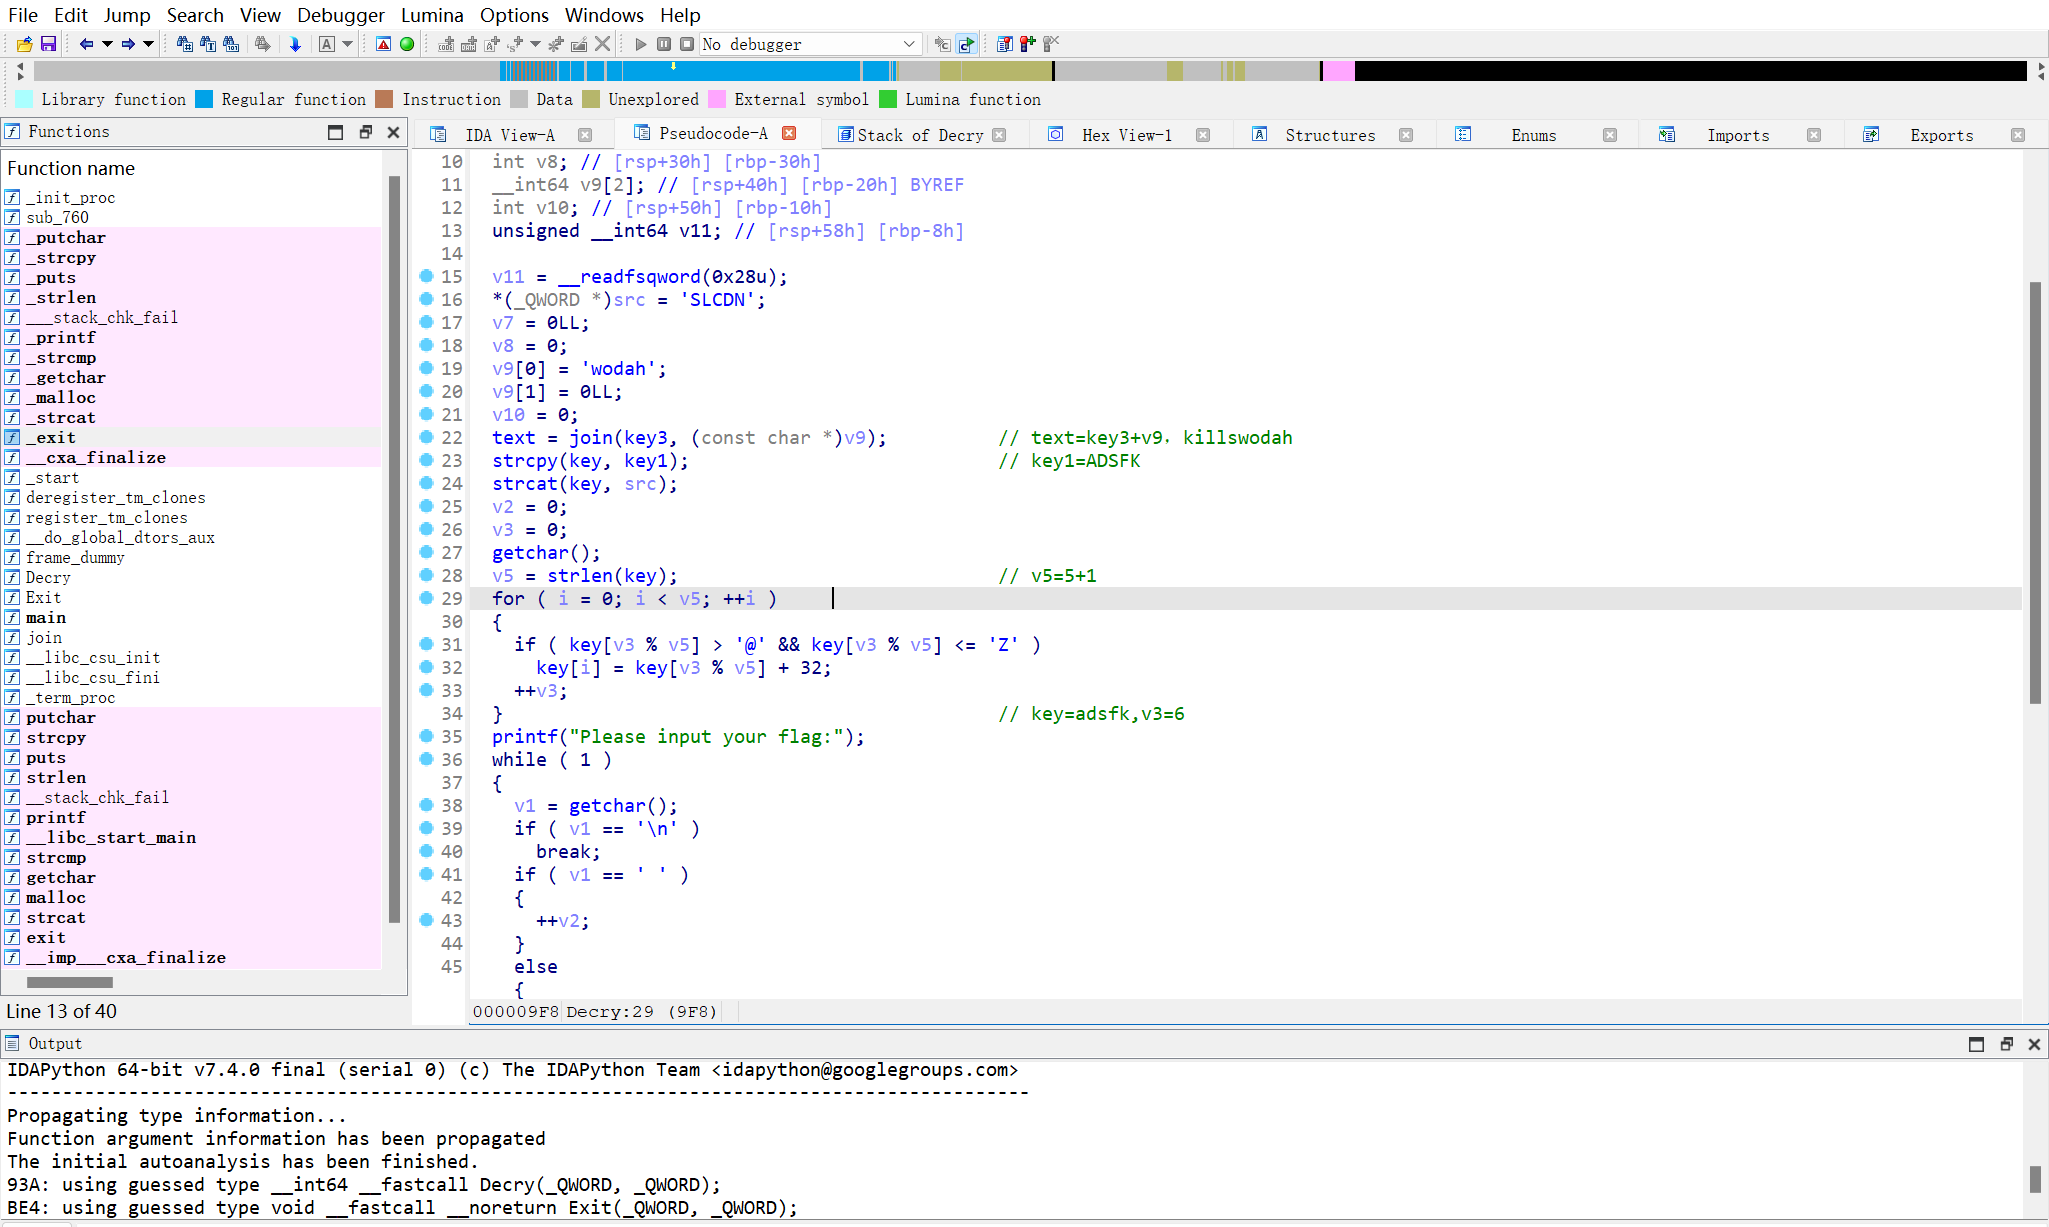 File Edit Jump Search View Debugger Lumina Options Windows Help
No debugger
Library function Regular function Instruction Data Unexplored External symbol Lumina function
Functions
Function name
_init_proc
sub_760
_putchar
_strcpy
_puts
_strlen
___stack_chk_fail
_printf
_strcmp
_getchar
_malloc
_strcat
_exit
__cxa_finalize
_start
deregister_tm_clones
register_tm_clones
__do_global_dtors_aux
frame_dummy
Decry
Exit
main
join
__libc_csu_init
__libc_csu_fini
_term_proc
putchar
strcpy
puts
strlen
__stack_chk_fail
printf
__libc_start_main
strcmp
getchar
malloc
strcat
exit
__imp___cxa_finalize
Line 13 of 40
IDA View-A Pseudocode-A Stack of Decry Hex View-1 Structures Enums Imports Exports
10 int v8; // [rsp+30h] [rbp-30h]
11 __int64 v9[2]; // [rsp+40h] [rbp-20h] BYREF
12 int v10; // [rsp+50h] [rbp-10h]
13 unsigned __int64 v11; // [rsp+58h] [rbp-8h]
14
15 v11 = __readfsqword(0x28u);
16 *(_QWORD *)src = 'SLCDN';
17 v7 = 0LL;
18 v8 = 0;
19 v9[0] = 'wodah';
20 v9[1] = 0LL;
21 v10 = 0;
22 text = join(key3, (const char *)v9); // text=key3+v9，killswodah
23 strcpy(key, key1); // key1=ADSFK
24 strcat(key, src);
25 v2 = 0;
26 v3 = 0;
27 getchar();
28 v5 = strlen(key); // v5=5+1
29 for ( i = 0; i < v5; ++i )
30 {
31 if ( key[v3 % v5] > '@' && key[v3 % v5] <= 'Z' )
32 key[i] = key[v3 % v5] + 32;
33 ++v3;
34 } // key=adsfk,v3=6
35 printf("Please input your flag:");
36 while ( 1 )
37 {
38 v1 = getchar();
39 if ( v1 == '\n' )
40 break;
41 if ( v1 == ' ' )
42 {
43 ++v2;
44 }
45 else
{
000009F8 Decry:29 (9F8)
Output
IDAPython 64-bit v7.4.0 final (serial 0) (c) The IDAPython Team <idapython@googlegroups.com>
---------------------------------------------------------------------------------------------
Propagating type information...
Function argument information has been propagated
The initial autoanalysis has been finished.
93A: using guessed type __int64 __fastcall Decry(_QWORD, _QWORD);
BE4: using guessed type void __fastcall __noreturn Exit(_QWORD, _QWORD);